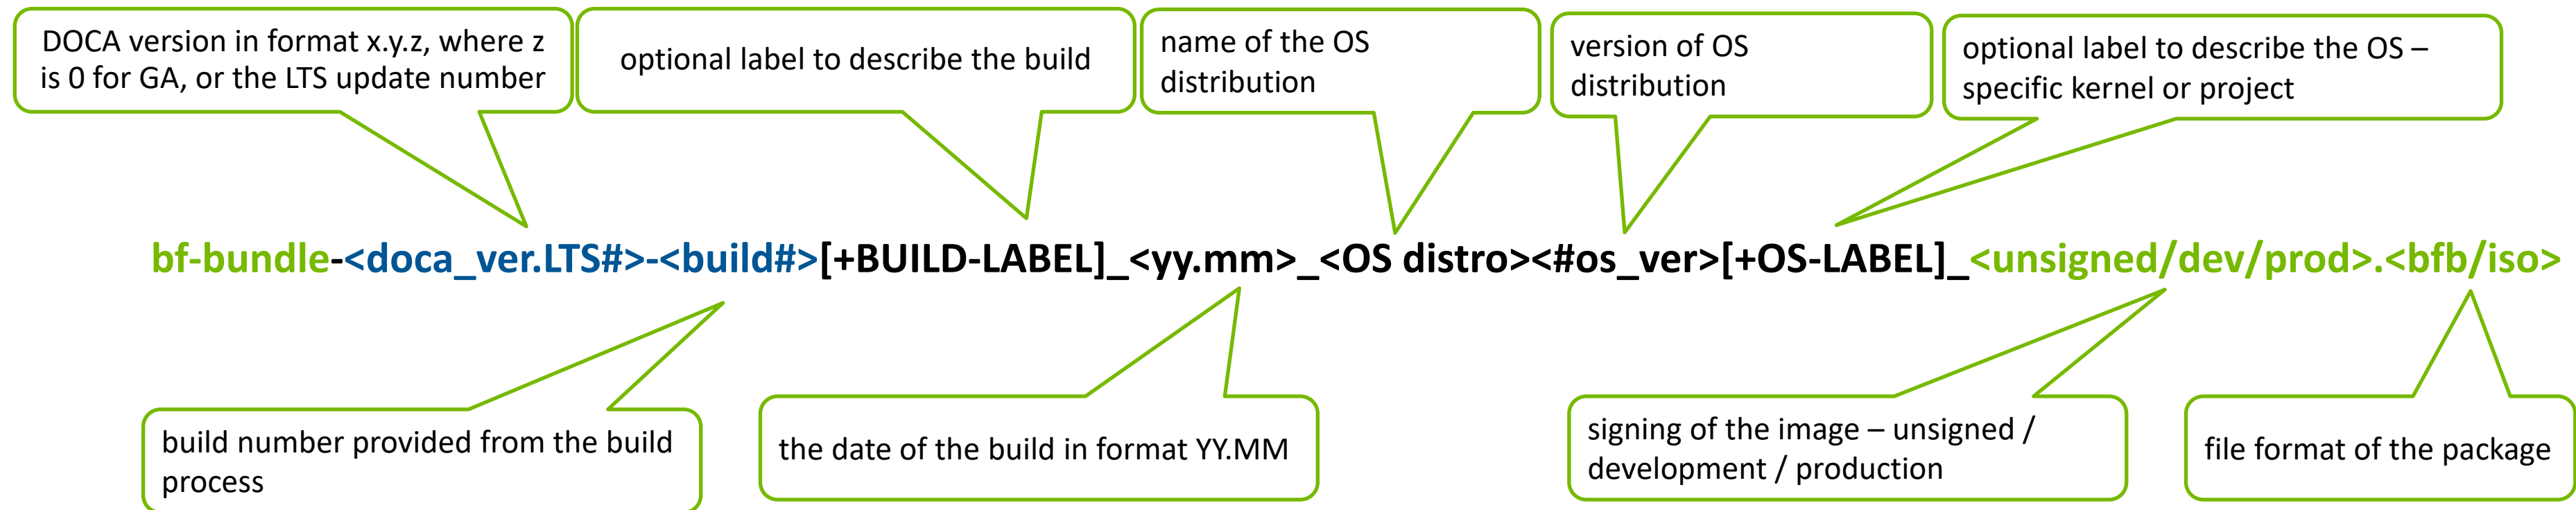 DOCA version in format x.y.z, where z
is 0 for GA, or the LTS update number
optional label to describe the build
name of the OS
distribution
version of OS
distribution
optional label to describe the OS –
specific kernel or project
bf-bundle-<doca_ver.LTS#>-<build#>[+BUILD-LABEL]_<yy.mm>_<OS distro><#os_ver>[+OS-LABEL]_<unsigned/dev/prod>.<bfb/iso>
build number provided from the build
process
the date of the build in format YY.MM
signing of the image – unsigned /
development / production
file format of the package